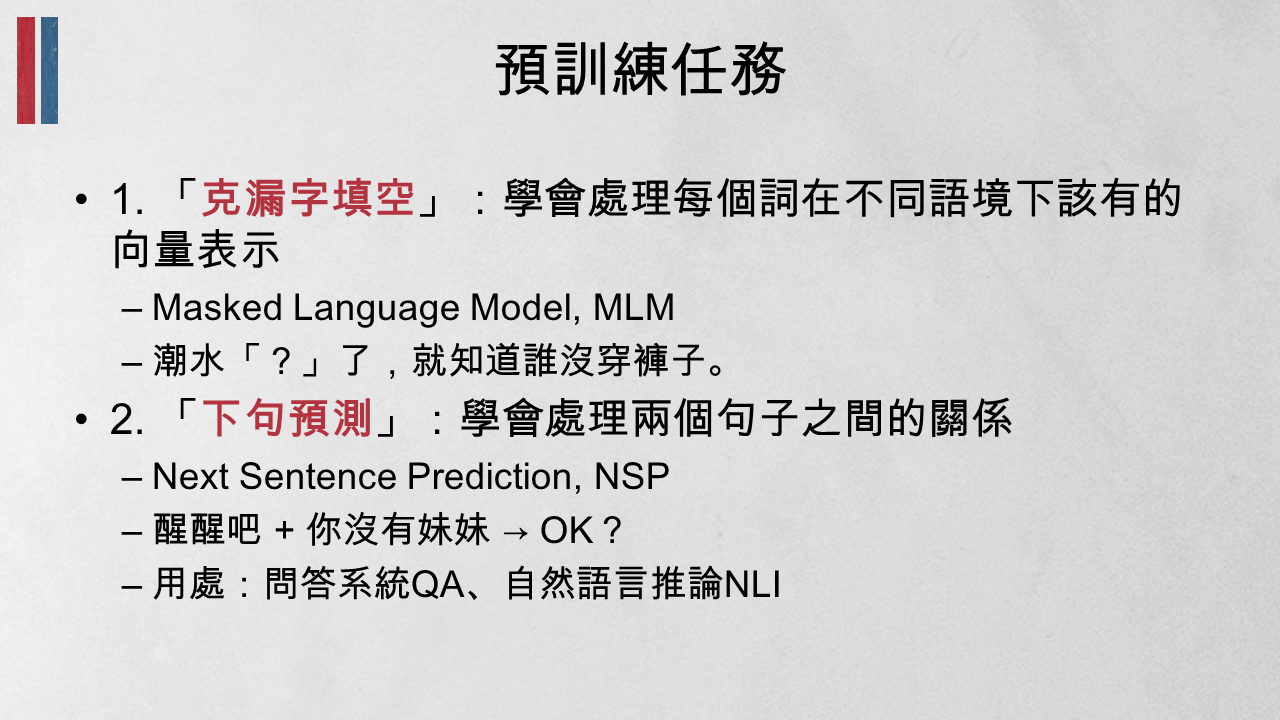 預訓練任務
• 1. 「克漏字填空」：學會處理每個詞在不同語境下該有的
向量表示
– Masked Language Model, MLM
– 潮水「？」了，就知道誰沒穿褲子。
• 2. 「下句預測」：學會處理兩個句子之間的關係
– Next Sentence Prediction, NSP
– 醒醒吧 + 你沒有妹妹 → OK？
– 用處：問答系統QA、自然語言推論NLI